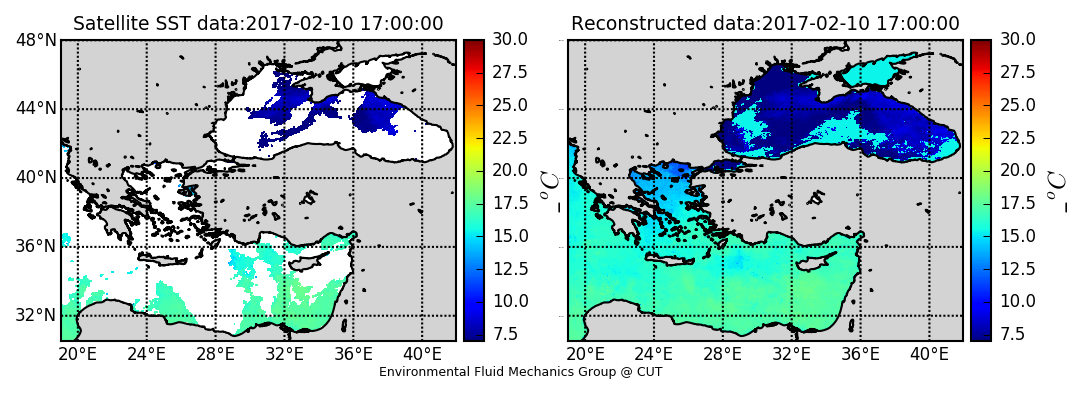 Satellite SST data:2017-02-10 17:00:00
48°N
44°N
40°N
36°N
32°N
20°E 24°E 28°E 32°E 36°E 40°E
30.0
27.5
25.0
22.5
20.0
17.5
15.0
12.5
10.0
7.5
_ °C
Reconstructed data:2017-02-10 17:00:00
20°E 24°E 28°E 32°E 36°E 40°E
30.0
27.5
25.0
22.5
20.0
17.5
15.0
12.5
10.0
7.5
_ °C
Environmental Fluid Mechanics Group @ CUT